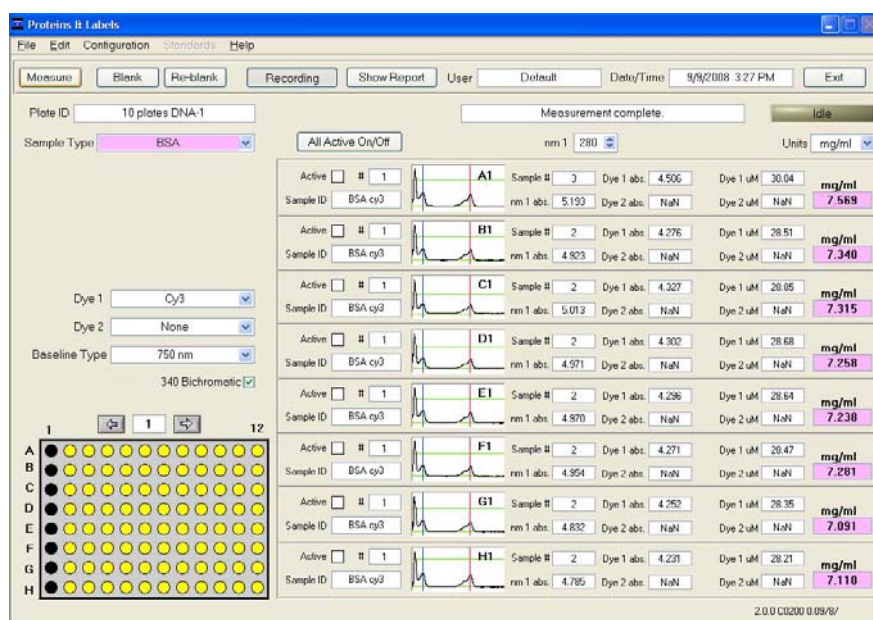 Proteins & Labels
File Edit Configuration Standards Help
Measure Blank Re-blank Recording Show Report User Default Date/Time 9/9/2008 3:27 PM Exit
Plate ID 10 plates DNA-1 Measurement complete. Idle
Sample Type BSA All Active On/Off nm 1 280 Units mg/ml
Active # 1 A1 Sample # 3 Dye 1 abs. 4.506 Dye 1 uM 30.04 mg/ml
Sample ID BSA cy3 nm 1 abs. 5.193 Dye 2 abs. NaN Dye 2 uM NaN 7.569
Active # 1 B1 Sample # 2 Dye 1 abs. 4.276 Dye 1 uM 28.51 mg/ml
Sample ID BSA cy3 nm 1 abs. 4.923 Dye 2 abs. NaN Dye 2 uM NaN 7.340
Active # 1 C1 Sample # 2 Dye 1 abs. 4.327 Dye 1 uM mg/ml
Sample ID BSA cy3 nm 1 abs. 5.013 Dye 2 abs. NaN Dye 2 uM NaN 7.315
Dye 1 Cy3
Dye 2 None
Active # 1 D1 Sample # 2 Dye 1 abs. 4.302 Dye 1 uM 28.68 mg/ml
Baseline Type 750 nm
Sample ID BSA cy3 nm 1 abs. 4.971 Dye 2 abs. NaN Dye 2 uM NaN 7.258
340 Bichromatic
Active # 1 E1 Sample # 2 Dye 1 abs. 4.296 Dye 1 uM 28.64 mg/ml
Sample ID BSA cy3 nm 1 abs. 4.970 Dye 2 abs. NaN Dye 2 uM NaN 7.238
1 1 12
Active # 1 F1 Sample # 2 Dye 1 abs. 4.271 Dye 1 uM mg/ml
Sample ID BSA cy3 nm 1 abs. 4.954 Dye 2 abs. NaN Dye 2 uM NaN 7.281
Active # 1 G1 Sample # 2 Dye 1 abs. 4.252 Dye 1 uM 28.35 mg/ml
Sample ID BSA cy3 nm 1 abs. 4.832 Dye 2 abs. NaN Dye 2 uM NaN 7.091
Active # 1 H1 Sample # 2 Dye 1 abs. 4.231 Dye 1 uM 28.21 mg/ml
Sample ID BSA cy3 nm 1 abs. 4.785 Dye 2 abs. NaN Dye 2 uM NaN 7.110
A
B
C
D
E
F
G
H
2.0.0